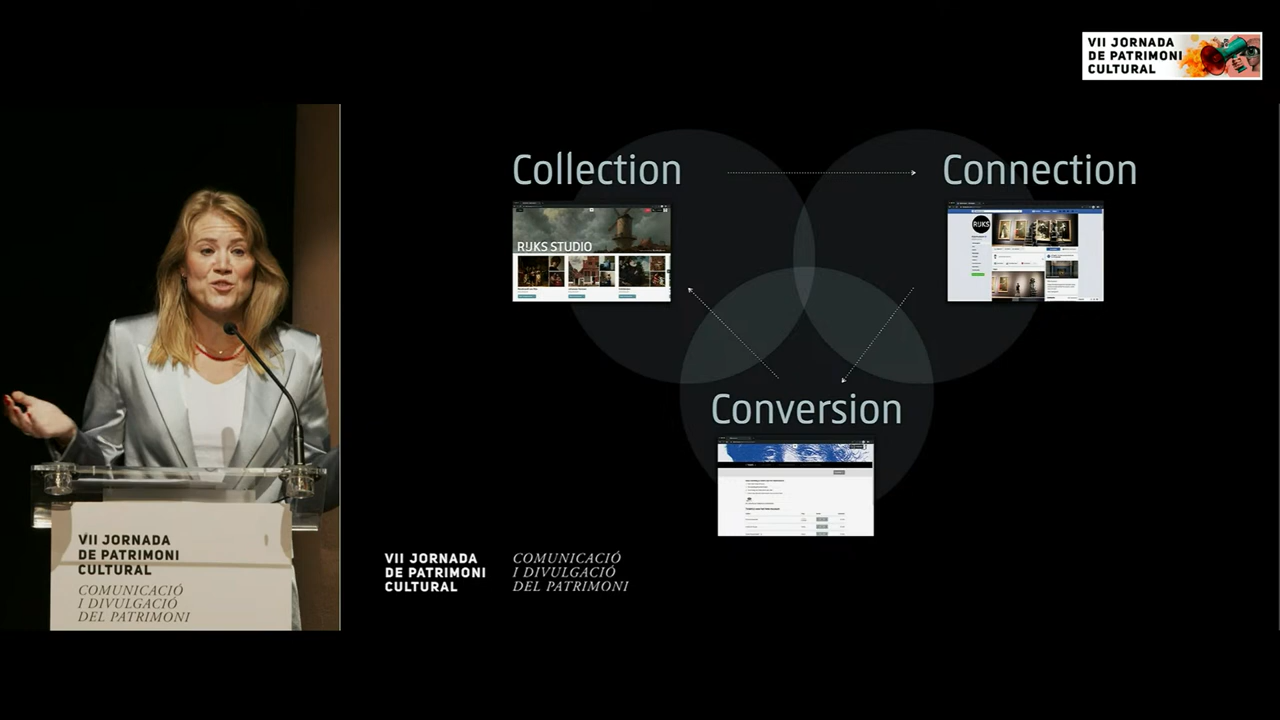 VII JORNADA
DE PATRIMONI
CULTURAL
Collection
Connection
RIJKS STUDIO
RIJKS
Conversion
VII JORNADA
DE PATRIMONI
CULTURAL
COMUNICACIÓ
I DIVULGACIÓ
DEL PATRIMONI
VII JORNADA
DE PATRIMONI
CULTURAL
COMUNICACIÓ
I DIVULGACIÓ
DEL PATRIMONI